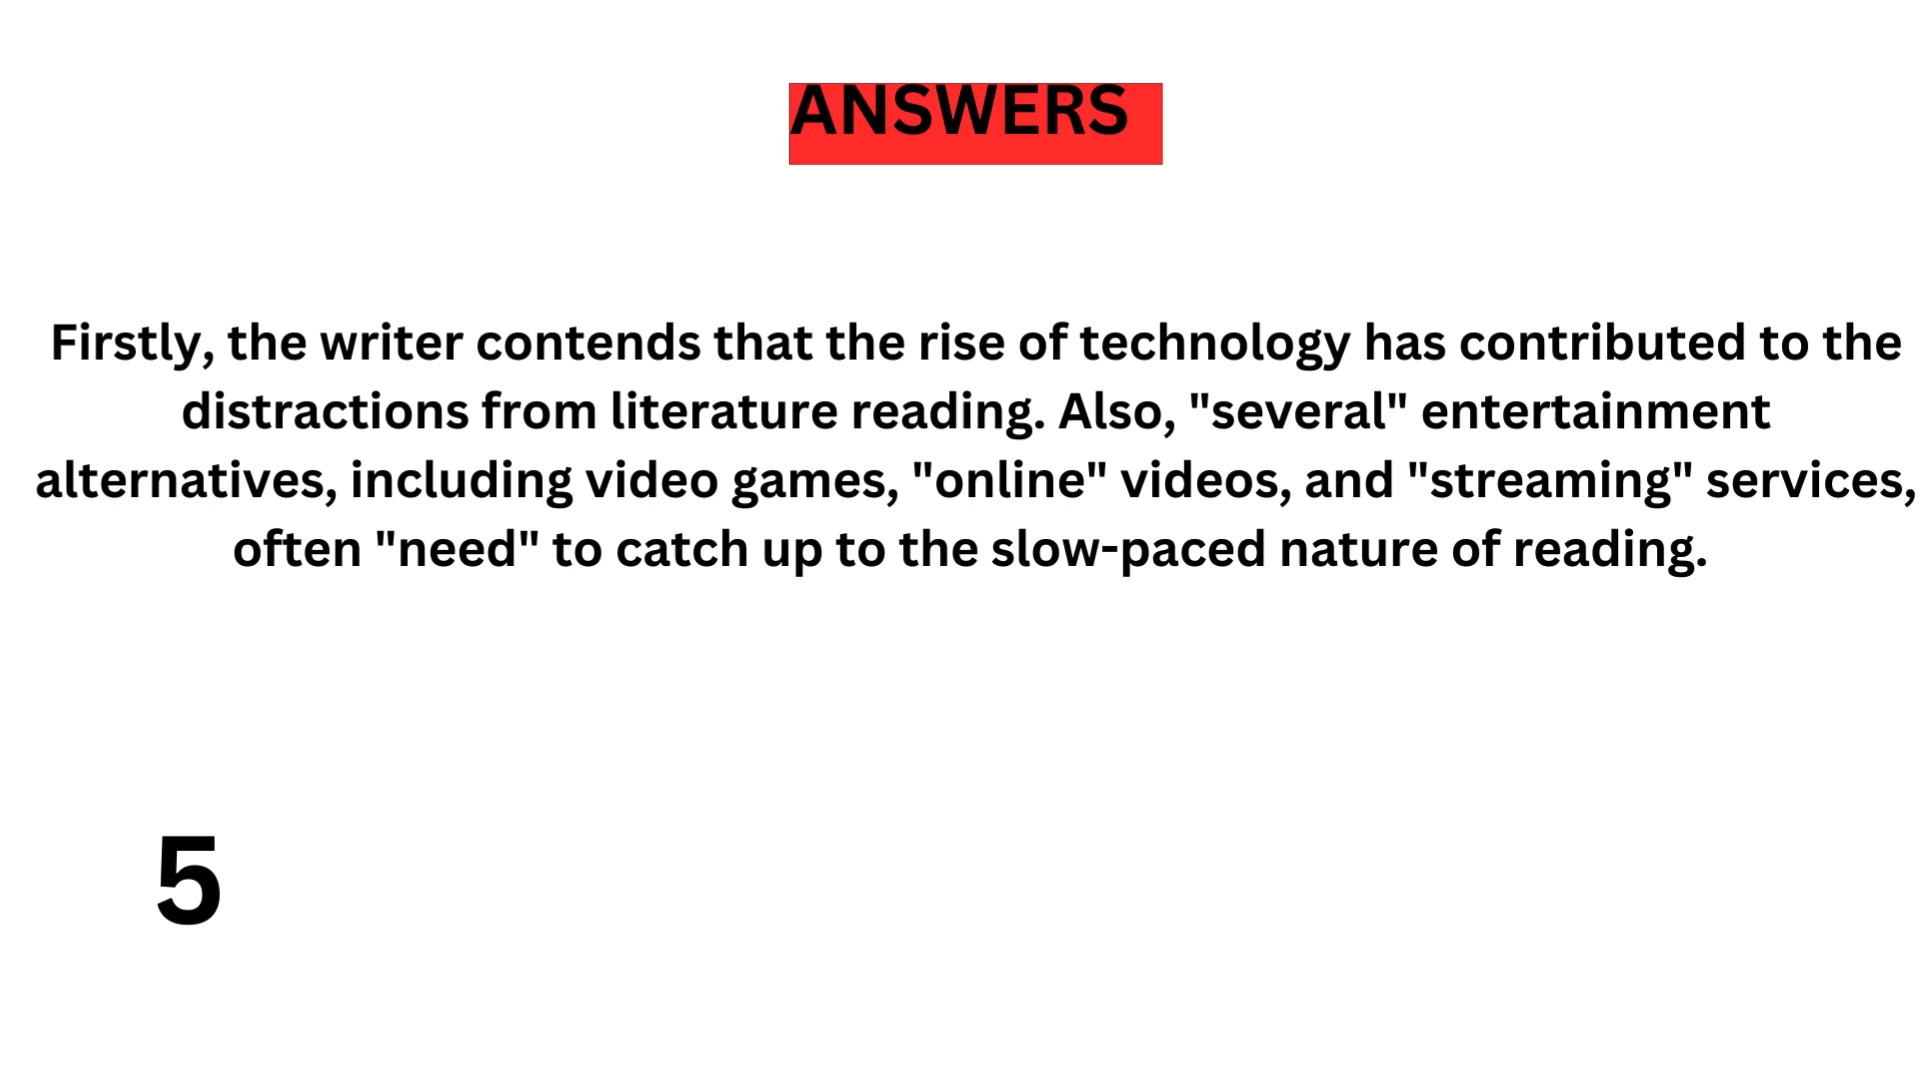 ANSWERS
Firstly, the writer contends that the rise of technology has contributed to the
distractions from literature reading. Also, "several" entertainment
alternatives, including video games, "online" videos, and "streaming" services,
often "need" to catch up to the slow-paced nature of reading.
5